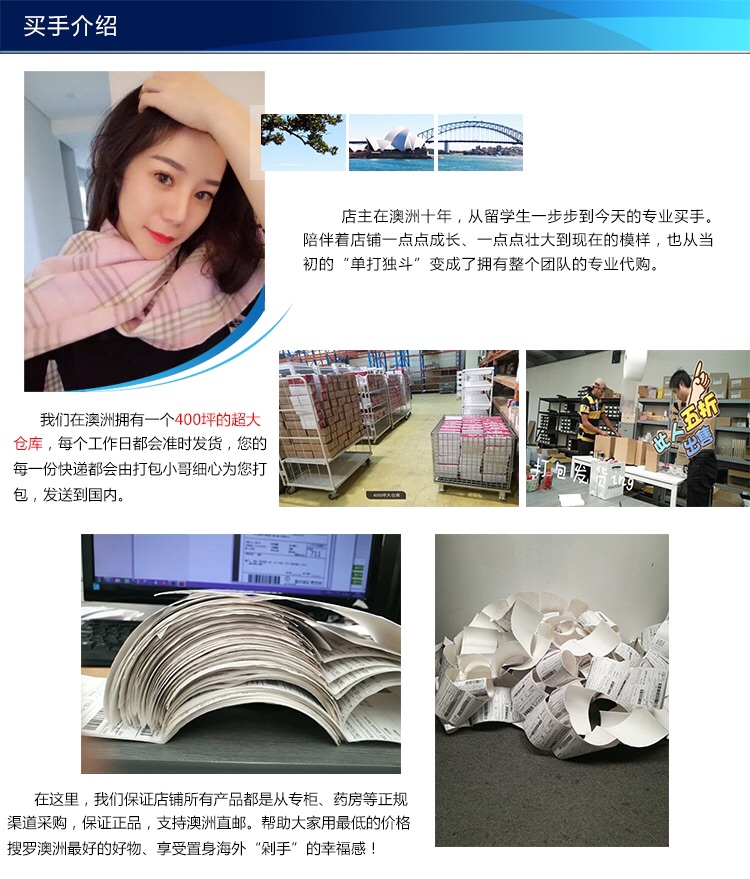 买手介绍
店主在澳洲十年，从留学生一步步到今天的专业买手。
陪伴着店铺一点点成长、一点点壮大到现在的模样，也从当
初的“单打独斗”变成了拥有整个团队的专业代购。
我们在澳洲拥有一个400坪的超大
仓库，每个工作日都会准时发货，您的
每一份快递都会由打包小哥细心为您打
包，发送到国内。
400坪大仓库
此人五折
出售
打包发货ing
711
在这里，我们保证店铺所有产品都是从专柜、药房等正规
渠道采购，保证正品，支持澳洲直邮。帮助大家用最低的价格
搜罗澳洲最好的好物、享受置身海外“剁手”的幸福感！